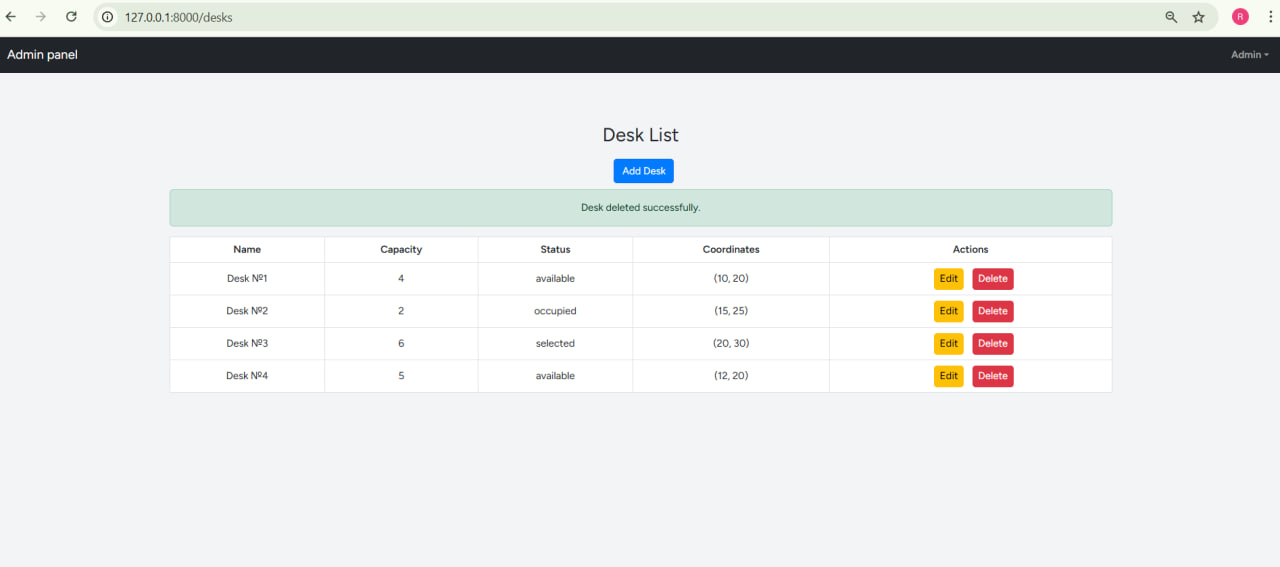 127.0.0.1:8000/desks
R
Admin panel Admin
Desk List
Add Desk
Desk deleted successfully.
Name Capacity Status Coordinates Actions
Desk №1 4 available (10, 20) Edit Delete
Desk №2 2 occupied (15, 25) Edit Delete
Desk №3 6 selected (20, 30) Edit Delete
Desk №4 5 available (12, 20) Edit Delete